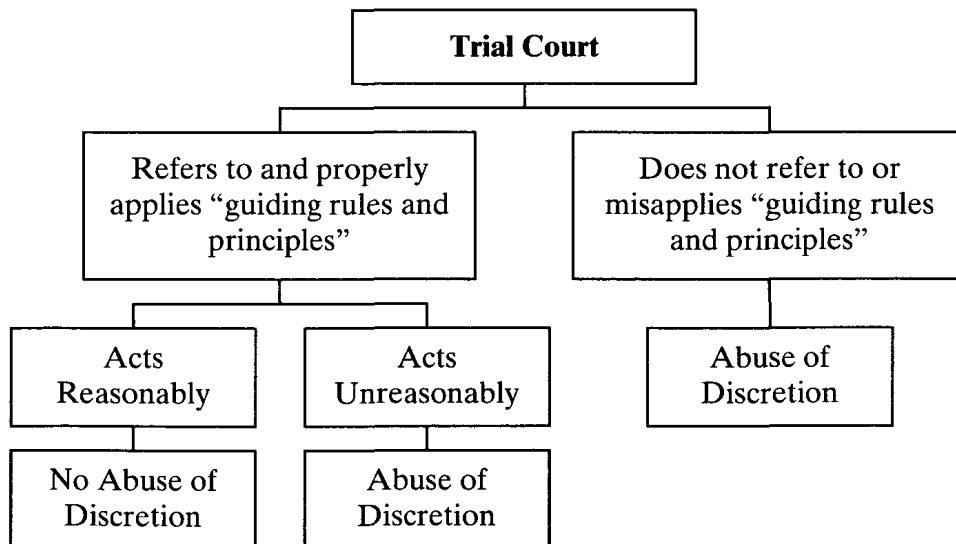 Trial Court
Refers to and properly
applies “guiding rules and
principles”
Does not refer to or
misapplies “guiding rules
and principles”
Acts
Reasonably
Acts
Unreasonably
Abuse of
Discretion
No Abuse of
Discretion
Abuse of
Discretion